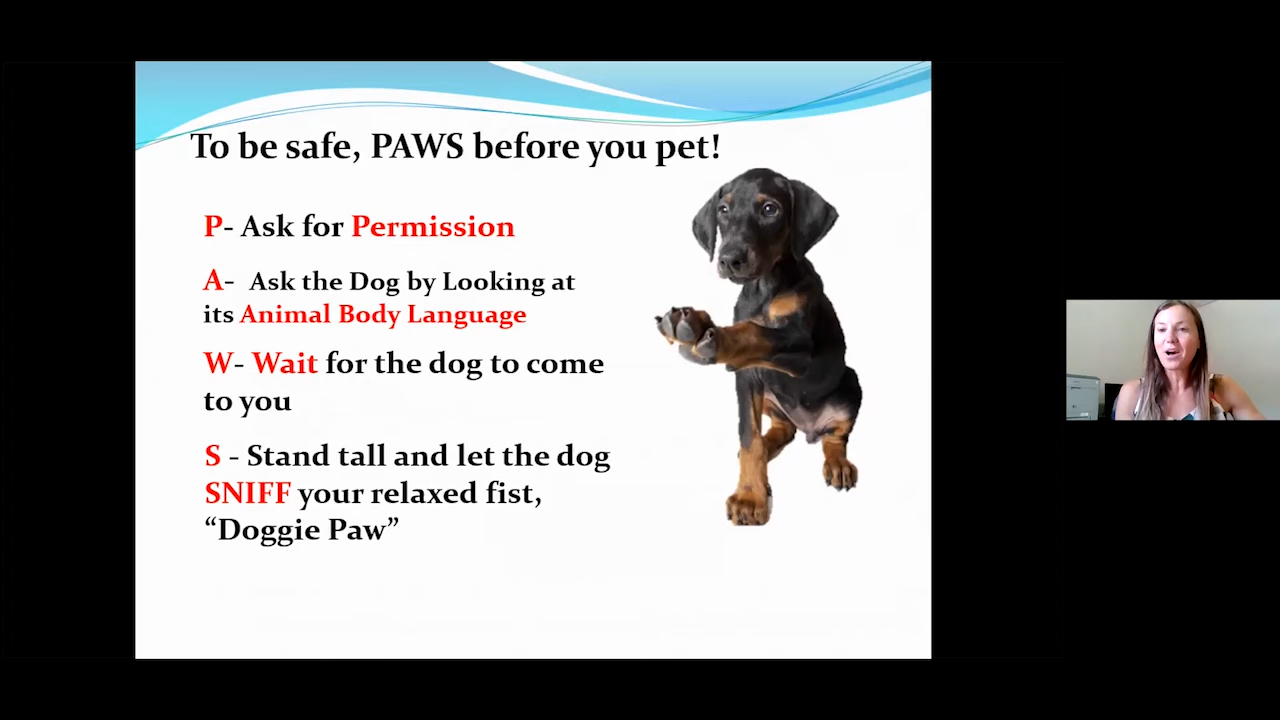 To be safe, PAWS before you pet!
P- Ask for Permission
A- Ask the Dog by Looking at
its Animal Body Language
W- Wait for the dog to come
to you
S - Stand tall and let the dog
SNIFF your relaxed fist,
“Doggie Paw”